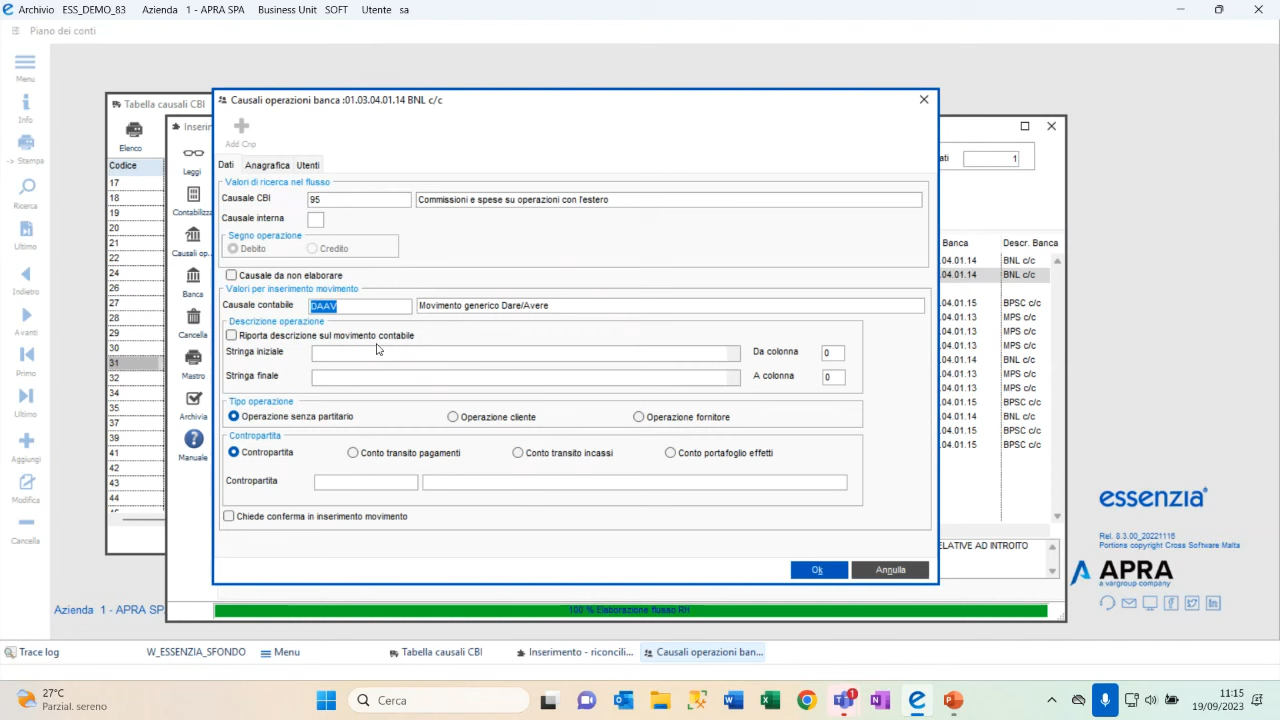 Archivio ESS_DEMO_83 Azienda 1 - APRA SPA Business Unit SOFT Utente sa
Piano dei conti
Menu
Info
-> Stampa
Ricerca
Ultimo
Indietro
Avanti
Primo
Ultimo
Aggiungi
Modifica
Cancella
Tabella causali CBI
Elenco
Codice
17
18
19
20
21
22
24
26
27
28
29
30
31
32
34
35
37
39
41
42
43
44
Inseri
Leggi
Contabilizz
Causali op..
Banca
Cancella
Mastro
Archivia
Manuale
Causali operazioni banca :01.03.04.01.14 BNL c/c
Add Cnp
Dati Anagrafica Utenti
Valori di ricerca nel flusso
Causale CBI 95 Commissioni e spese su operazioni con l'estero
Causale interna
Segno operazione
Debito Credito
Causale da non elaborare
Valori per inserimento movimento
Causale contabile DAAV Movimento generico Dare/Avere
Descrizione operazione
Riporta descrizione sul movimento contabile
Stringa iniziale Da colonna 0
Stringa finale A colonna 0
Tipo operazione
Operazione senza partitario Operazione cliente Operazione fornitore
Contropartita
Contropartita Conto transito pagamenti Conto transito incassi Conto portafoglio effetti
Contropartita
Chiede conferma in inserimento movimento
Ok Annulla
ati 1
Banca Descr. Banca
.04.01.14 BNL c/c
.04.01.14 BNL c/c
.04.01.15 BPSC c/c
.04.01.13 MPS c/c
.04.01.13 MPS c/c
.04.01.13 MPS c/c
.04.01.14 BNL c/c
.04.01.13 MPS c/c
.04.01.13 MPS c/c
.04.01.15 BPSC c/c
.04.01.14 BNL c/c
.04.01.15 BPSC c/c
.04.01.15 BPSC c/c
ELATIVE AD INTROITO
100 % Elaborazione flusso RH
essenzia®
Rel. 8.3.00_20221116
Portions copyright Cross Software Malta
APRA
a vargroup company
Azienda 1 - APRA SP
Trace log W_ESSENZIA_SFONDO Menu Tabella causali CBI Inserimento - riconcili... Causali operazioni ban...
27°C
Parzial. sereno
Cerca
1
11:15
19/09/2023